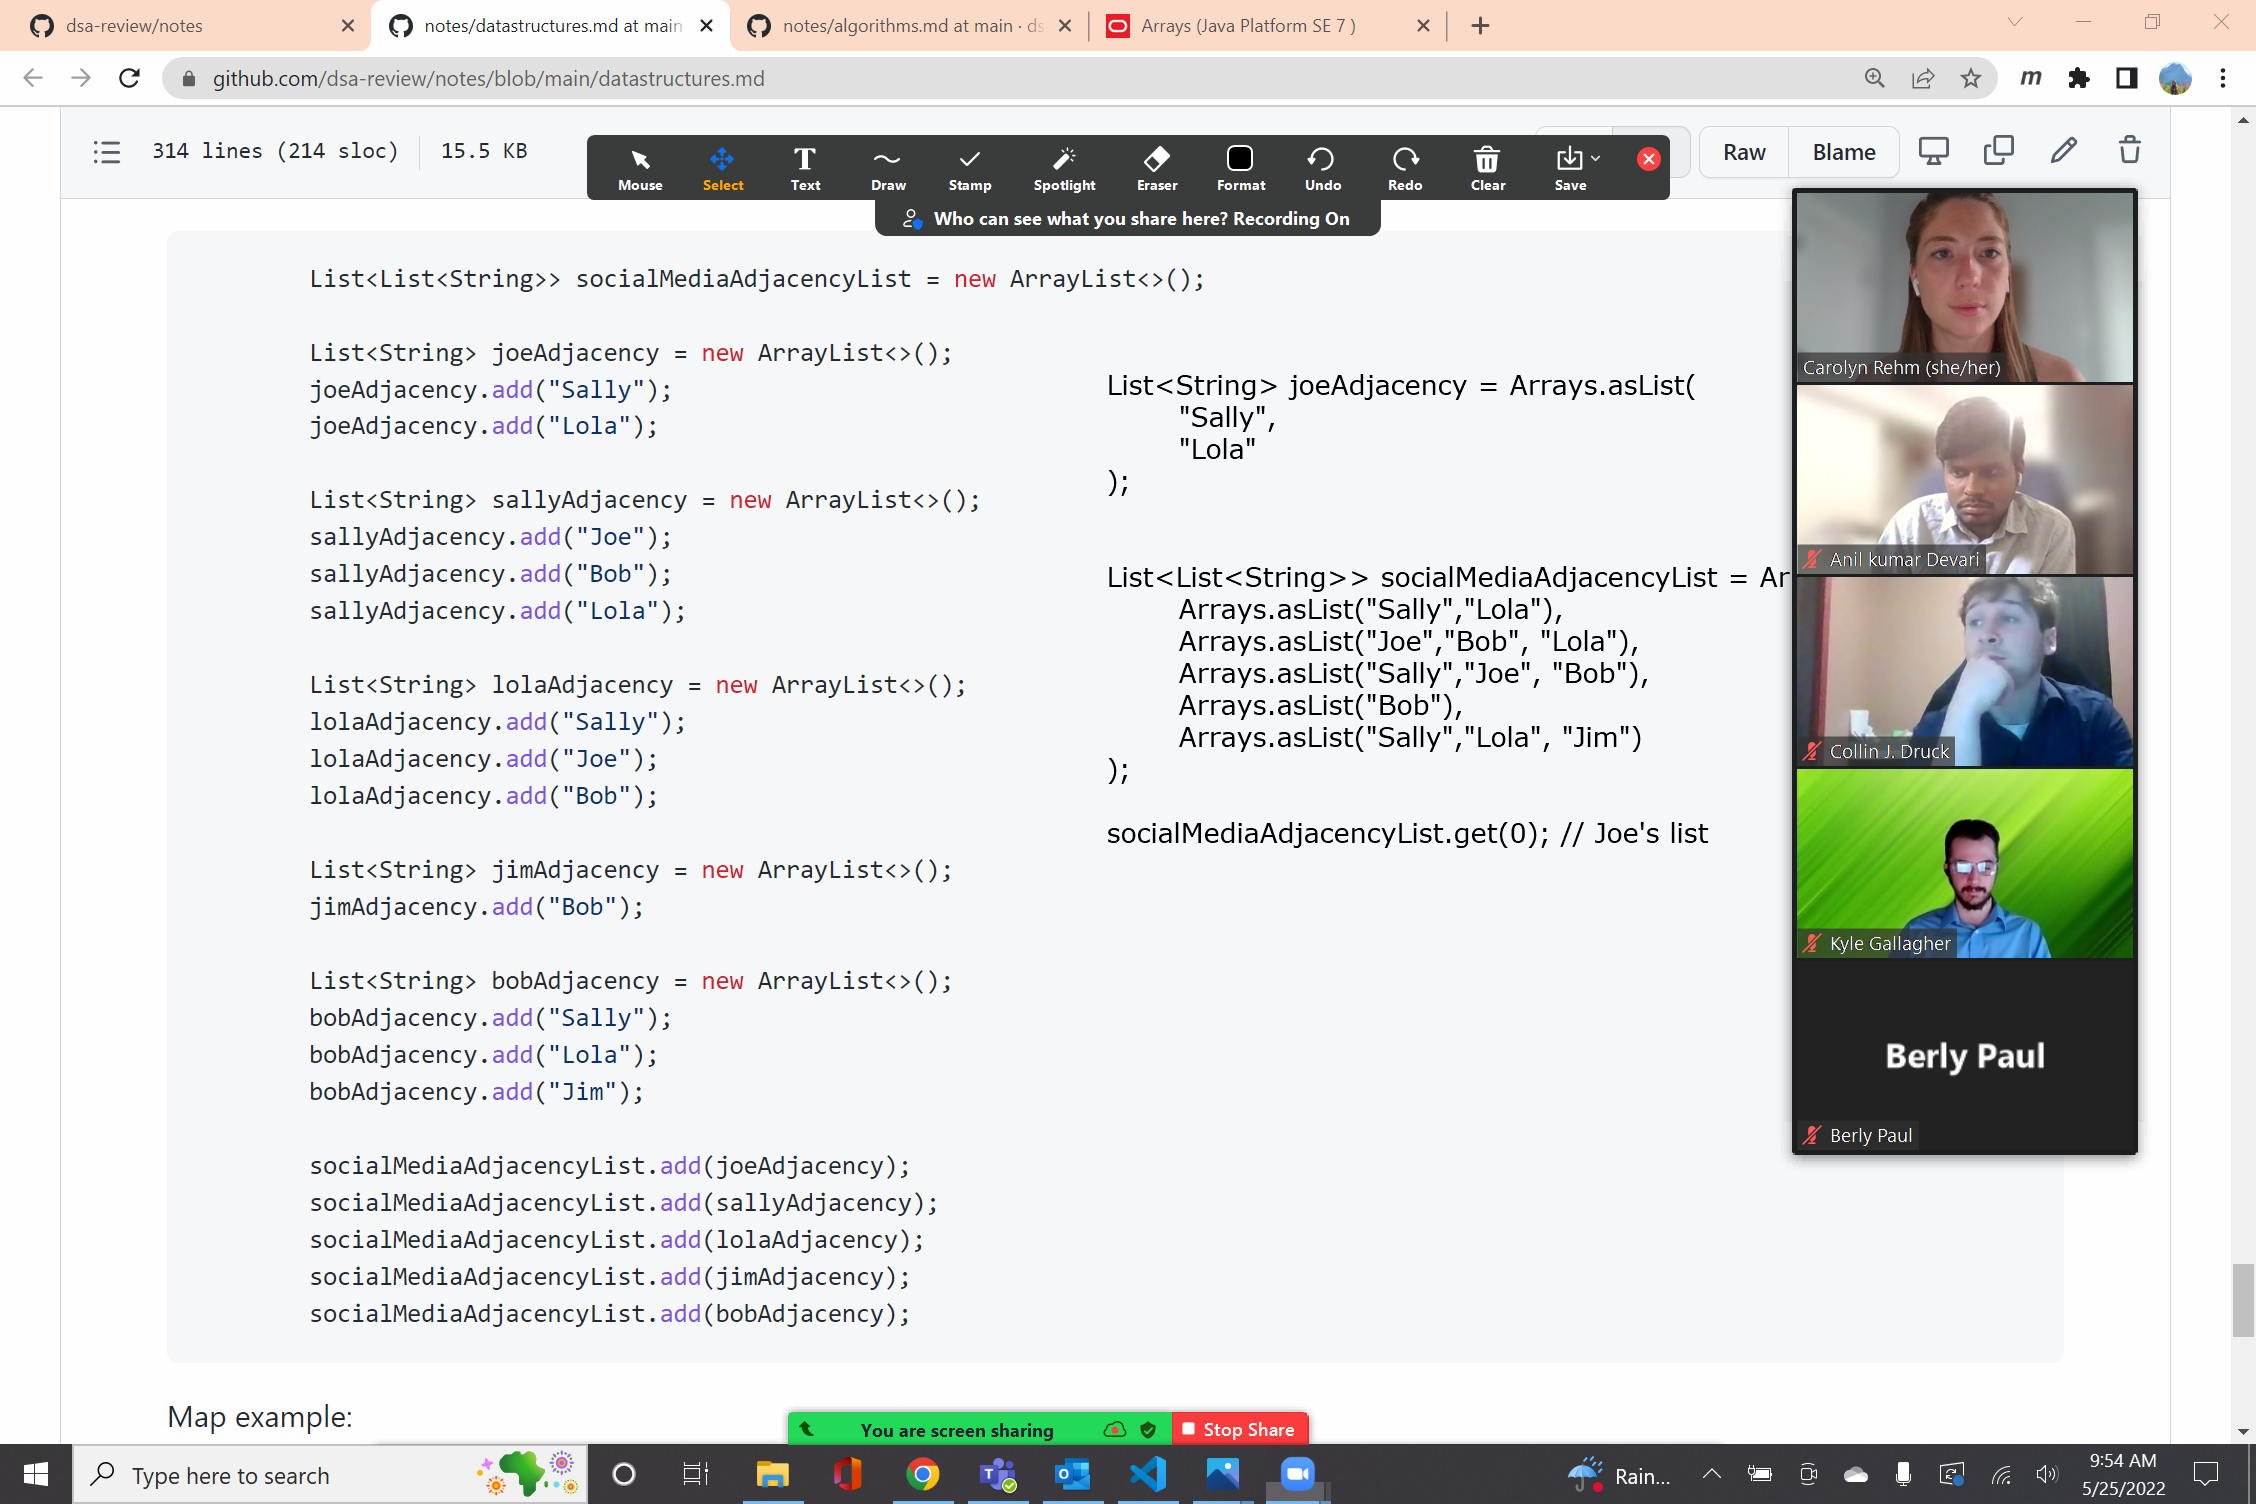 dsa-review/notes
notes/datastructures.md at main
notes/algorithms.md at main · ds
Arrays (Java Platform SE 7 )
github.com/dsa-review/notes/blob/main/datastructures.md
314 lines (214 sloc)
15.5 KB
Mouse
Select
Text
Draw
Stamp
Spotlight
Eraser
Format
Undo
Redo
Clear
Save
Raw
Blame
Who can see what you share here? Recording On
List<List<String>> socialMediaAdjacencyList = new ArrayList<>();
List<String> joeAdjacency = new ArrayList<>();
joeAdjacency.add("Sally");
joeAdjacency.add("Lola");
List<String> sallyAdjacency = new ArrayList<>();
sallyAdjacency.add("Joe");
sallyAdjacency.add("Bob");
sallyAdjacency.add("Lola");
List<String> lolaAdjacency = new ArrayList<>();
lolaAdjacency.add("Sally");
lolaAdjacency.add("Joe");
lolaAdjacency.add("Bob");
List<String> jimAdjacency = new ArrayList<>();
jimAdjacency.add("Bob");
List<String> bobAdjacency = new ArrayList<>();
bobAdjacency.add("Sally");
bobAdjacency.add("Lola");
bobAdjacency.add("Jim");
socialMediaAdjacencyList.add(joeAdjacency);
socialMediaAdjacencyList.add(sallyAdjacency);
socialMediaAdjacencyList.add(lolaAdjacency);
socialMediaAdjacencyList.add(jimAdjacency);
socialMediaAdjacencyList.add(bobAdjacency);
List<String> joeAdjacency = Arrays.asList(
"Sally",
"Lola"
);
List<List<String>> socialMediaAdjacencyList = Ar
Arrays.asList("Sally","Lola"),
Arrays.asList("Joe","Bob", "Lola"),
Arrays.asList("Sally","Joe", "Bob"),
Arrays.asList("Bob"),
Arrays.asList("Sally","Lola", "Jim")
);
socialMediaAdjacencyList.get(0); // Joe's list
Carolyn Rehm (she/her)
Anil kumar Devari
Collin J. Druck
Kyle Gallagher
Berly Paul
Berly Paul
Map example:
You are screen sharing
Stop Share
Type here to search
Rain...
9:54 AM
5/25/2022